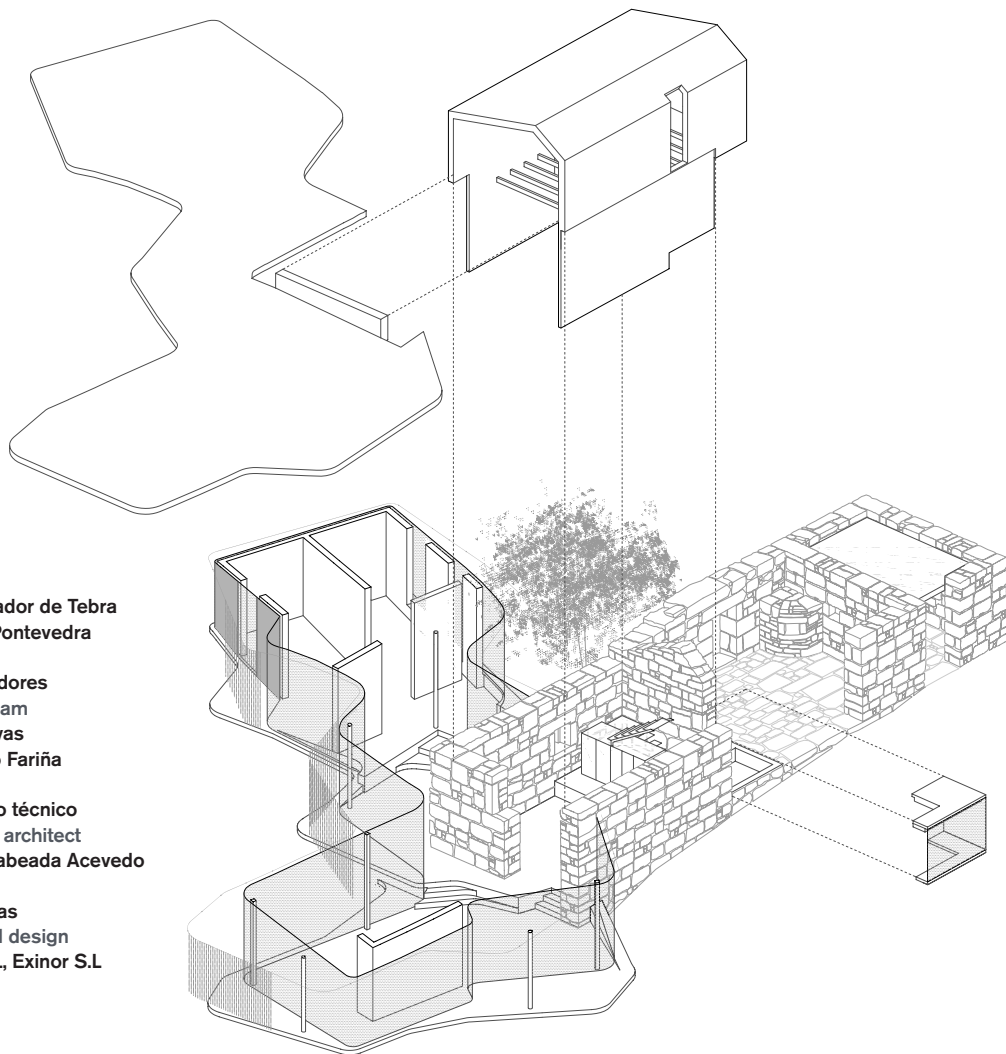 ador de Tebra
Pontevedra
dores
am
vas
Fariña
o técnico
architect
abeada Acevedo
as
l design
, Exinor S.L